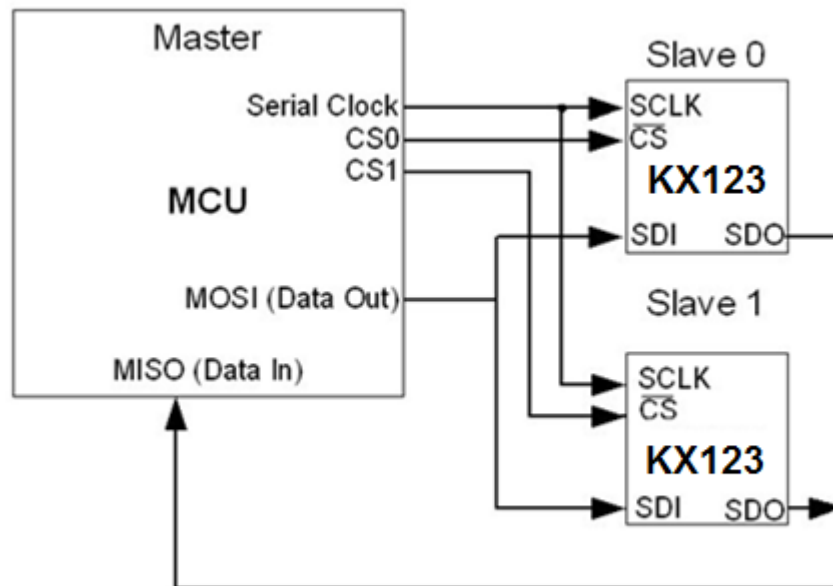 Master
Serial Clock
CS0
CS1
MCU
MOSI (Data Out)
MISO (Data In)
Slave 0
SCLK
CS
KX123
SDI SDO
Slave 1
SCLK
CS
KX123
SDI SDO